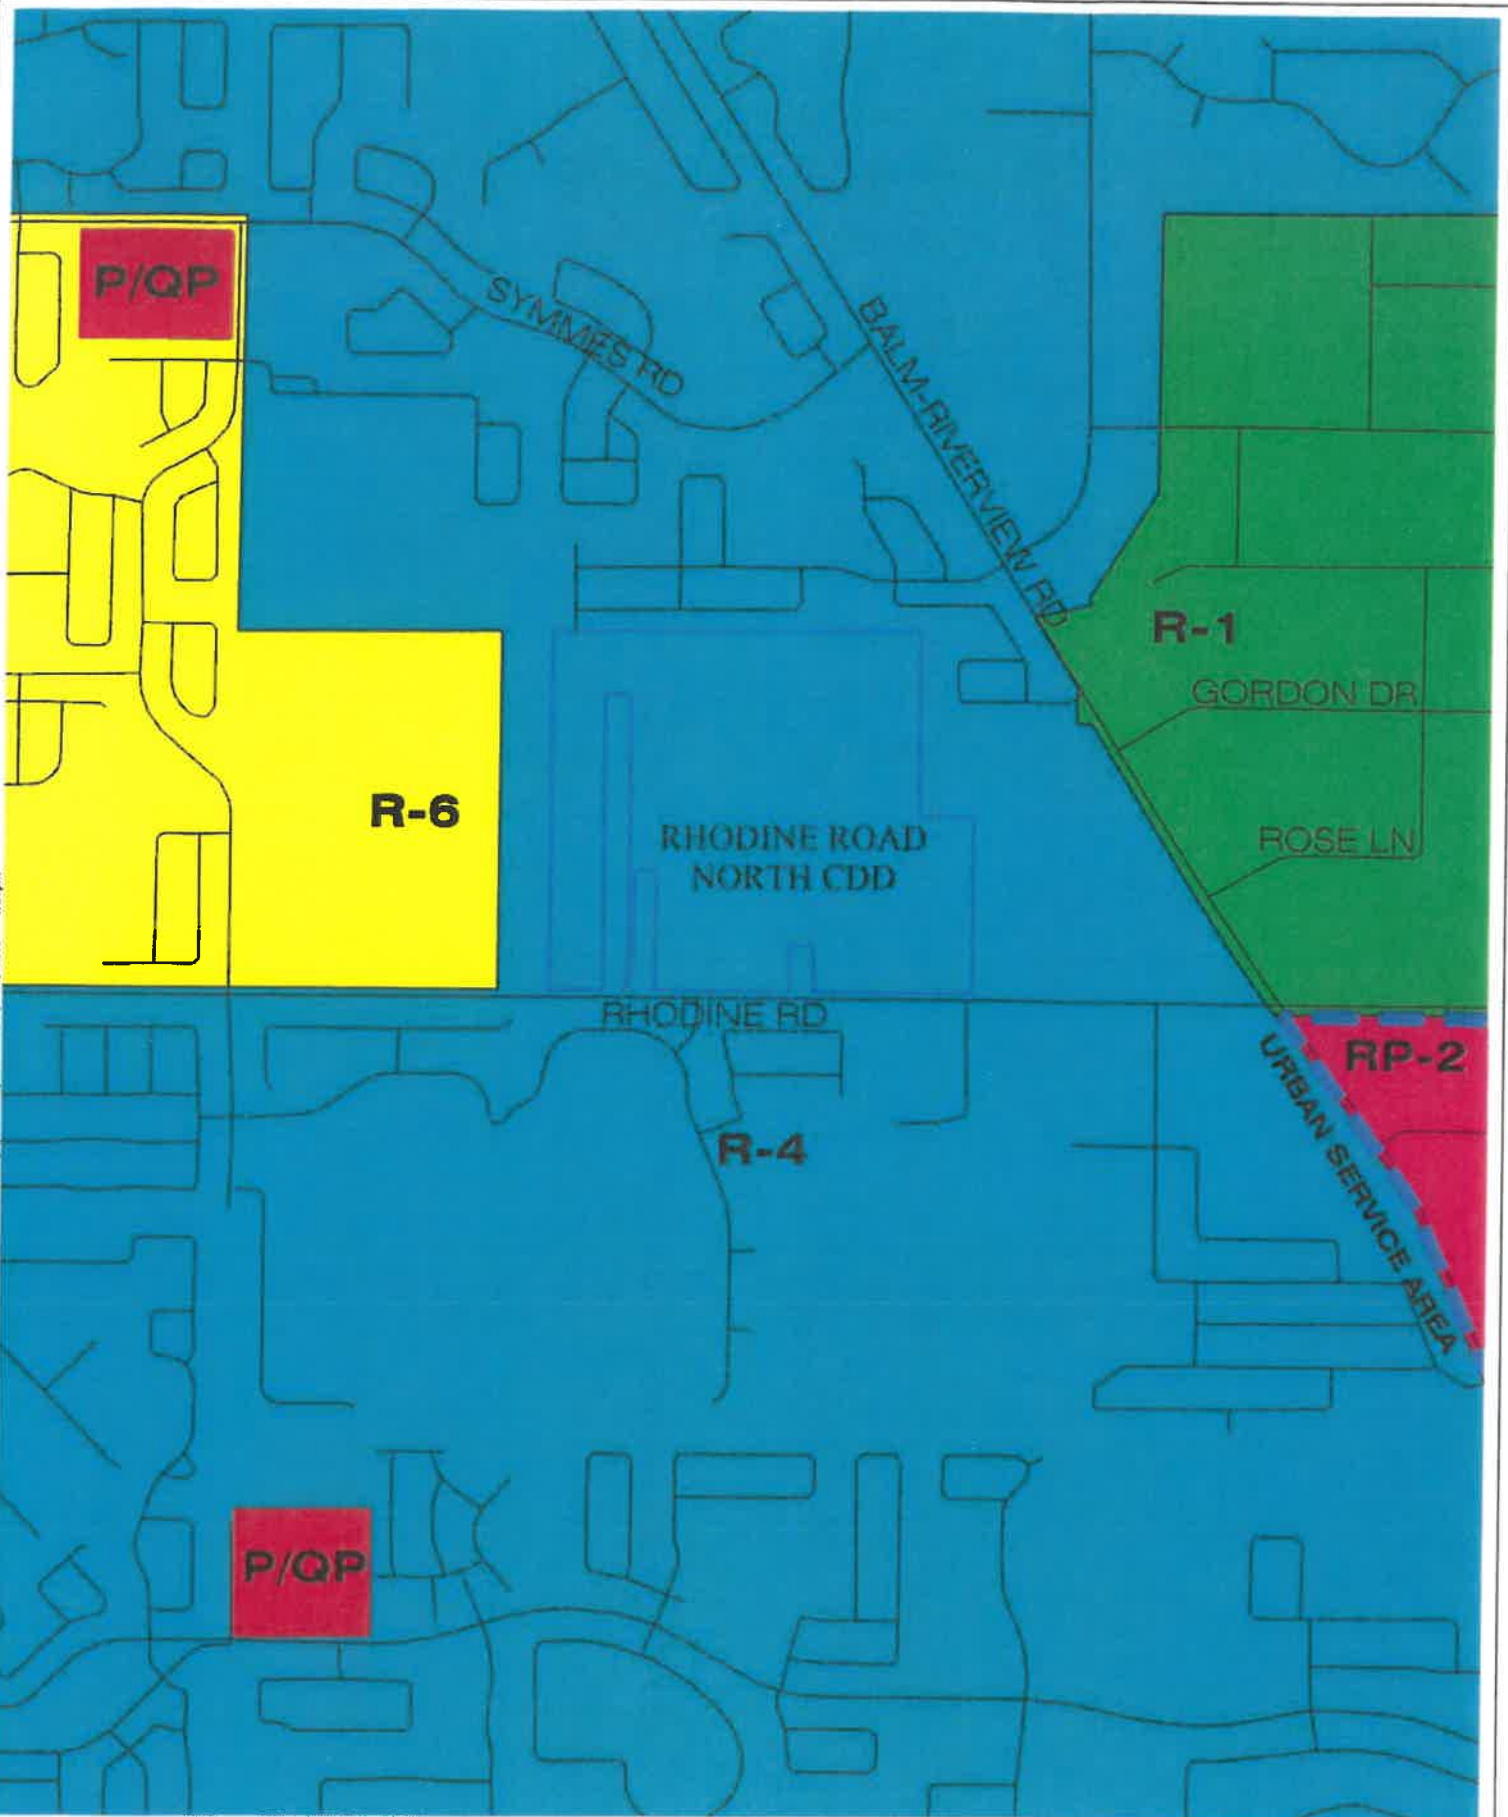 P/QP
SYMMES RD
BALM-RIVERVIEW RD
R-1
GORDON DR
R-6
RHODINE ROAD
NORTH CDD
ROSE LN
RHODINE RD
RP-2
URBAN SERVICE AREA
R-4
P/QP